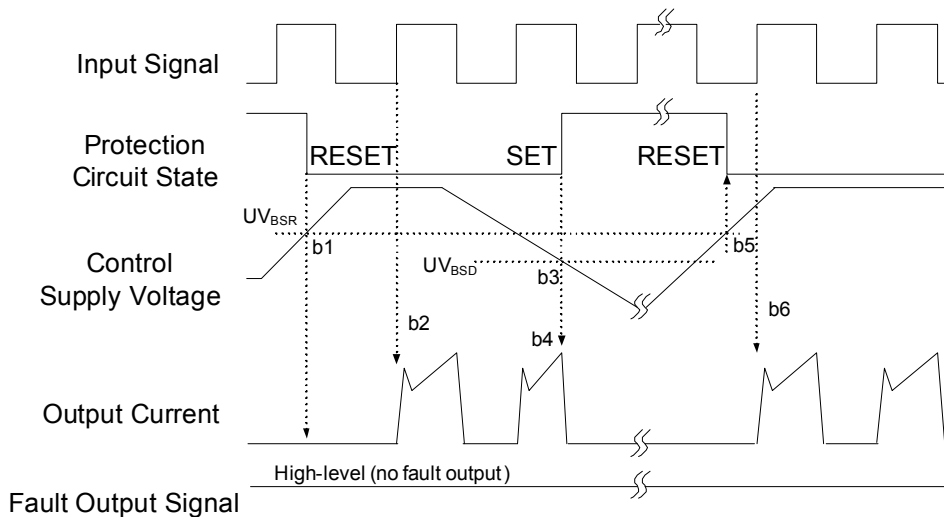 Input Signal
Protection
Circuit State
RESET
SET
RESET
UVBSR
b1
b5
Control
Supply Voltage
UVBSD
b3
b2
b4
b6
Output Current
High-level (no fault output)
Fault Output Signal